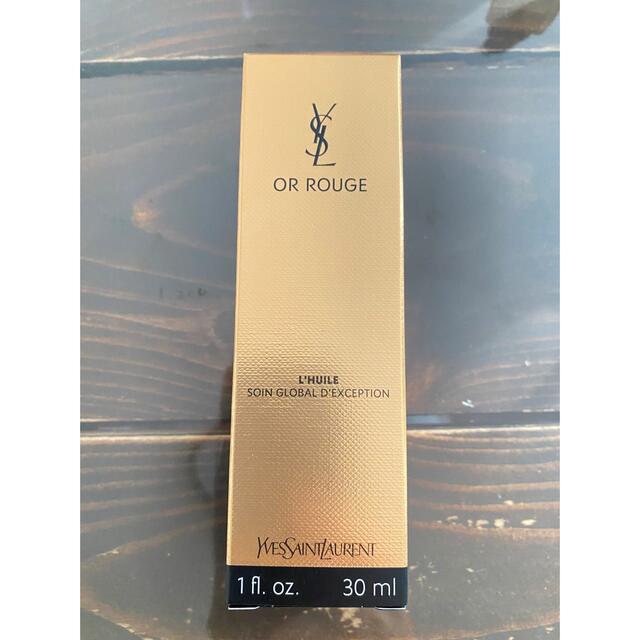 YSL
OR ROUGE
L'HUILE
SOIN GLOBAL D'EXCEPTION
YVESSAINTLAURENT
1 fl. oz. 30 ml